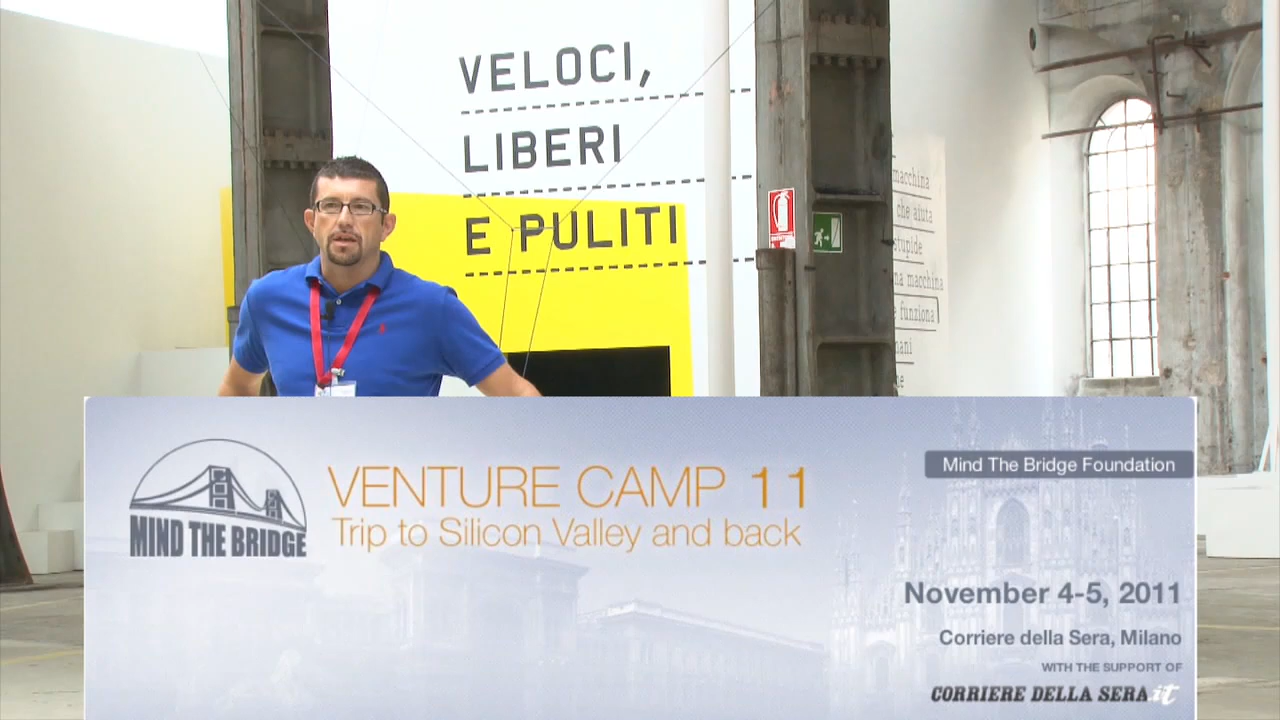 VELOCI,
LIBERI
E PULITI
macchina
che aiuta
stupide
na macchina
funziona
MIND THE BRIDGE
VENTURE CAMP 11
Trip to Silicon Valley and back
Mind The Bridge Foundation
November 4-5, 2011
Corriere della Sera, Milano
WITH THE SUPPORT OF
CORRIERE DELLA SERA.it